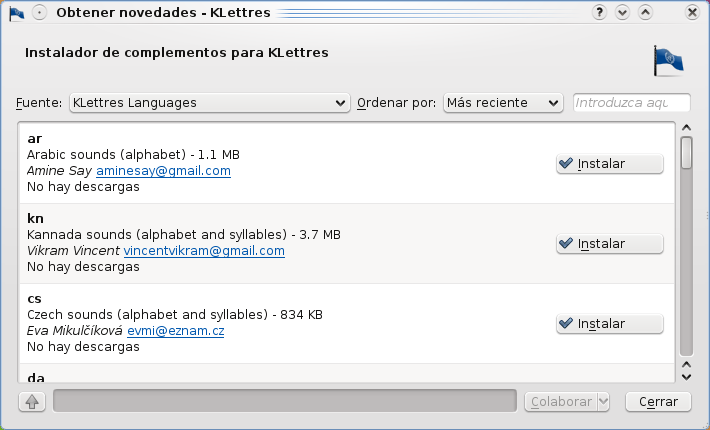 Obtener novedades - KLettres
Instalador de complementos para KLettres
Fuente: KLettres Languages Ordenar por: Más reciente Introduzca aqu
ar
Arabic sounds (alphabet) - 1.1 MB
Amine Say aminesay@gmail.com
No hay descargas
Instalar
kn
Kannada sounds (alphabet and syllables) - 3.7 MB
Vikram Vincent vincentvikram@gmail.com
No hay descargas
Instalar
cs
Czech sounds (alphabet and syllables) - 834 KB
Eva Mikulčíková evmi@eznam.cz
No hay descargas
Instalar
da
Colaborar Cerrar